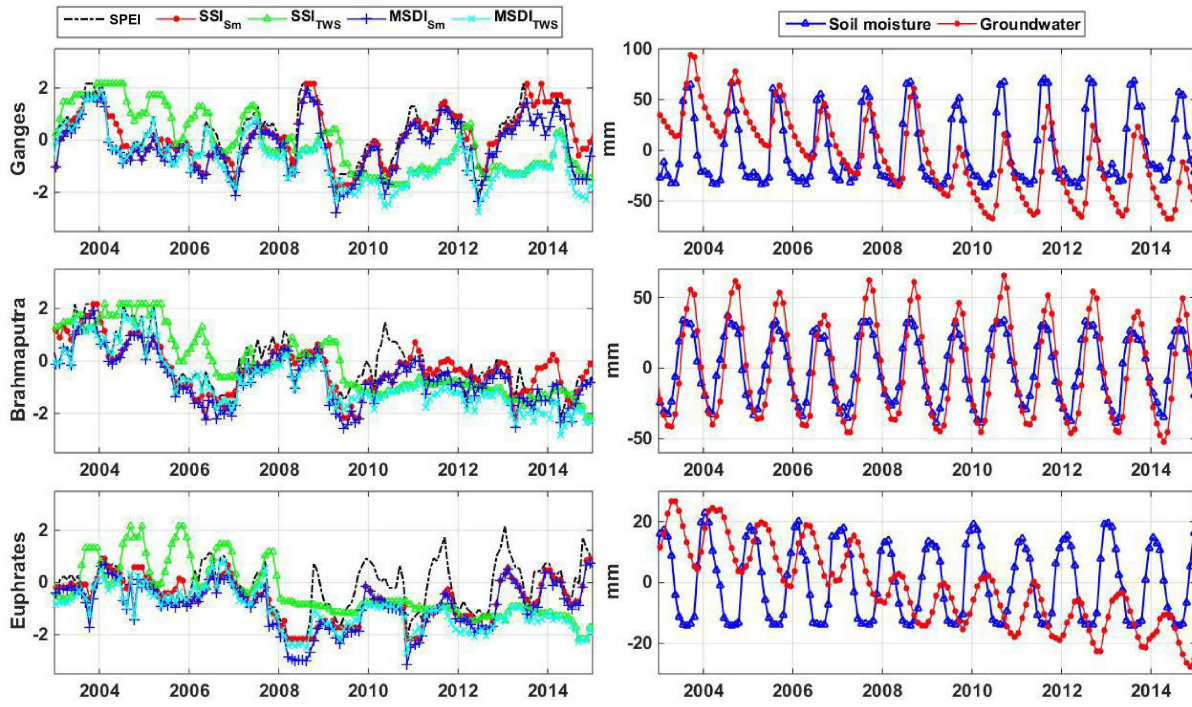 SPEI SSI_Sm SSI_TWS MSDI_Sm MSDI_TWS
Soil moisture Groundwater
Ganges
2
0
-2
2004 2006 2008 2010 2012 2014
mm
100
50
0
-50
2004 2006 2008 2010 2012 2014
Brahmaputra
2
0
-2
2004 2006 2008 2010 2012 2014
mm
50
0
-50
2004 2006 2008 2010 2012 2014
Euphrates
2
0
-2
2004 2006 2008 2010 2012 2014
mm
20
0
-20
2004 2006 2008 2010 2012 2014